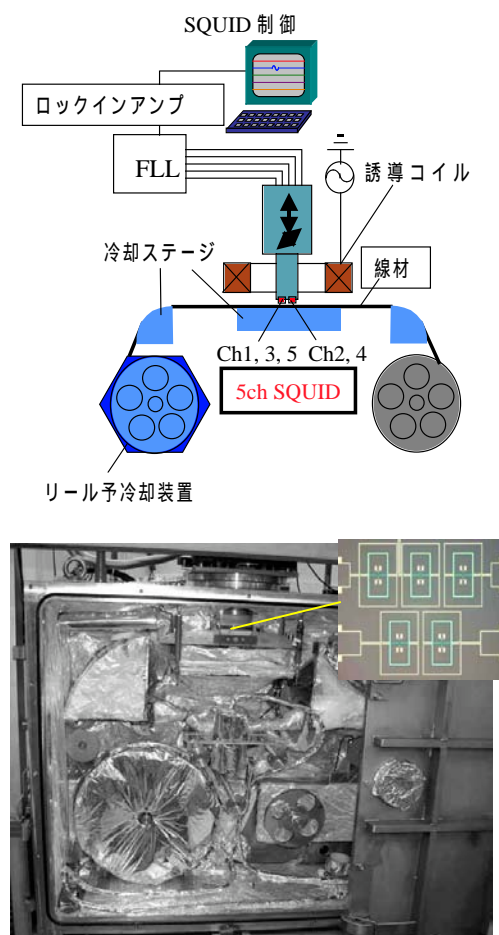 SQUID 制御
ロックインアンプ
FLL
誘導コイル
冷却ステージ
線材
Ch1, 3, 5 Ch2, 4
5ch SQUID
リール予冷却装置